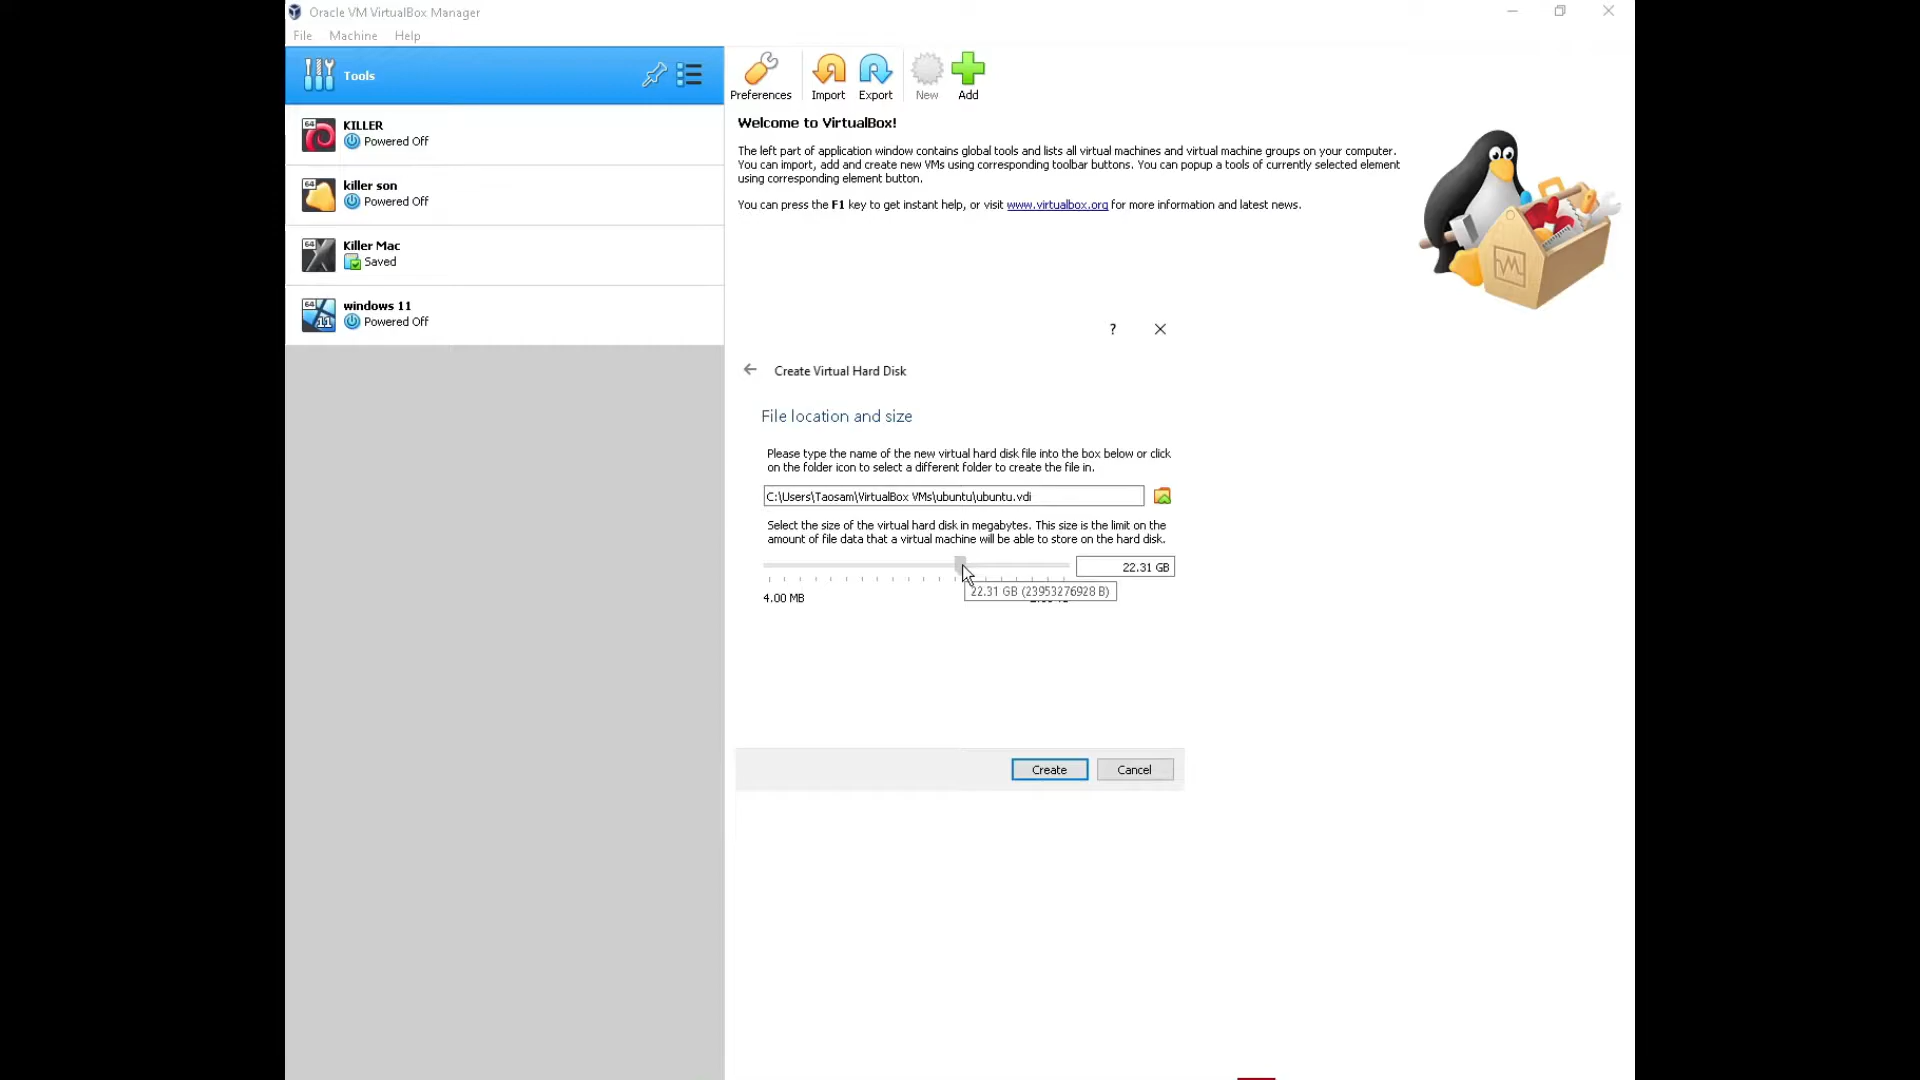 Oracle VM VirtualBox Manager
File Machine Help
Tools
Preferences Import Export New Add
64 KILLER
Powered Off
64 killer son
Powered Off
64 Killer Mac
Saved
64 windows 11
11 Powered Off
Welcome to VirtualBox!
The left part of application window contains global tools and lists all virtual machines and virtual machine groups on your computer.
You can import, add and create new VMs using corresponding toolbar buttons. You can popup a tools of currently selected element
using corresponding element button.
You can press the F1 key to get instant help, or visit www.virtualbox.org for more information and latest news.
?
Create Virtual Hard Disk
File location and size
Please type the name of the new virtual hard disk file into the box below or click
on the folder icon to select a different folder to create the file in.
C:\Users\Taosam\VirtualBox VMs\ubuntu\ubuntu.vdi
Select the size of the virtual hard disk in megabytes. This size is the limit on the
amount of file data that a virtual machine will be able to store on the hard disk.
22.31 GB
22.31 GB (23953276928 B)
4.00 MB
Create Cancel